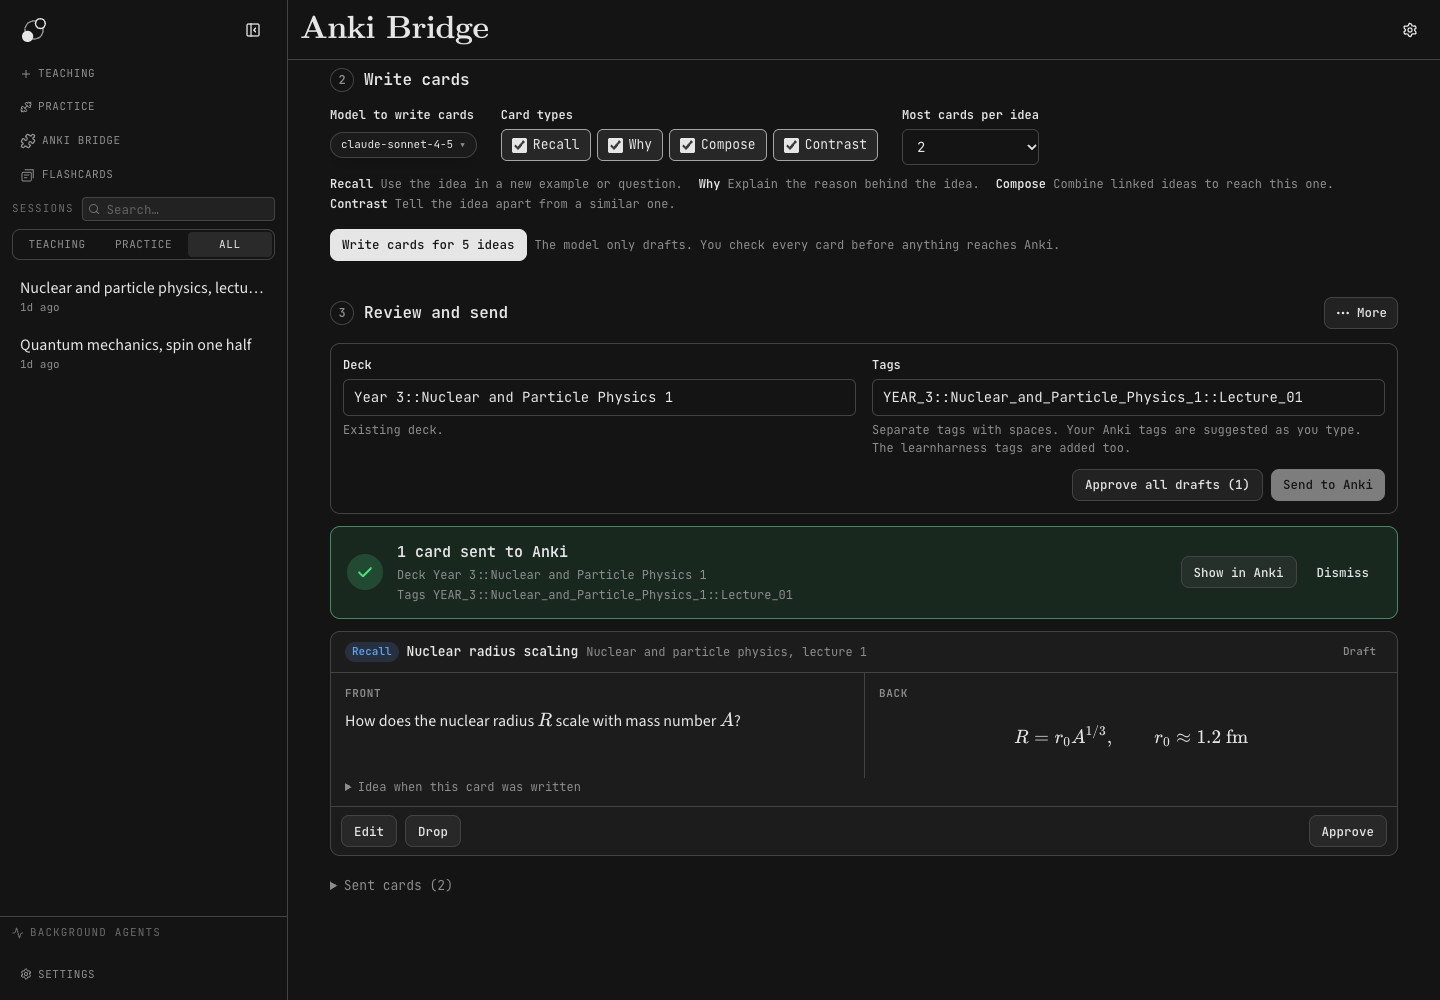 Anki Bridge
+ TEACHING
PRACTICE
ANKI BRIDGE
FLASHCARDS
SESSIONS Search…
TEACHING PRACTICE ALL
Nuclear and particle physics, lectu…
1d ago
Quantum mechanics, spin one half
1d ago
BACKGROUND AGENTS
SETTINGS
2 Write cards
Model to write cards Card types Most cards per idea
claude-sonnet-4-5 ▾ Recall Why Compose Contrast 2
Recall Use the idea in a new example or question. Why Explain the reason behind the idea. Compose Combine linked ideas to reach this one.
Contrast Tell the idea apart from a similar one.
Write cards for 5 ideas The model only drafts. You check every card before anything reaches Anki.
3 Review and send ··· More
Deck Tags
Year 3::Nuclear and Particle Physics 1 YEAR_3::Nuclear_and_Particle_Physics_1::Lecture_01
Existing deck. Separate tags with spaces. Your Anki tags are suggested as you type.
The learnharness tags are added too.
Approve all drafts (1) Send to Anki
1 card sent to Anki
Deck Year 3::Nuclear and Particle Physics 1 Show in Anki Dismiss
Tags YEAR_3::Nuclear_and_Particle_Physics_1::Lecture_01
Recall Nuclear radius scaling Nuclear and particle physics, lecture 1 Draft
FRONT BACK
How does the nuclear radius R scale with mass number A?
R = r₀A^{1/3}, r₀ ≈ 1.2 fm
▶ Idea when this card was written
Edit Drop Approve
▶ Sent cards (2)